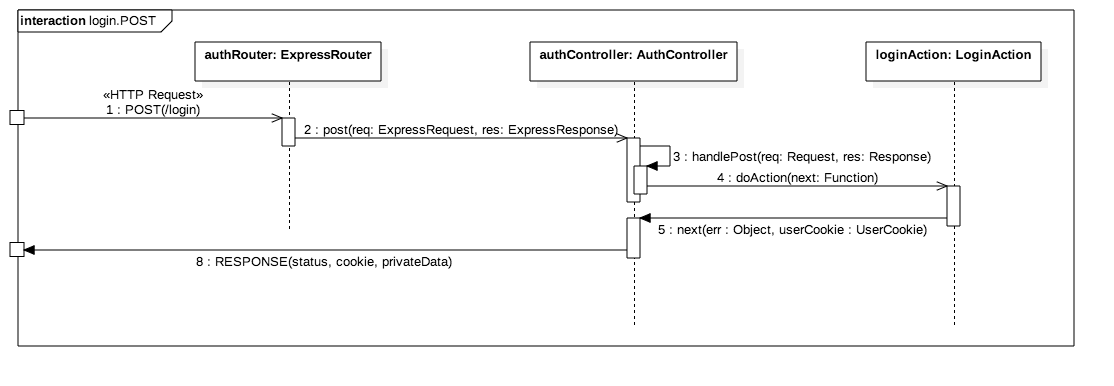 interaction login.POST
authRouter: ExpressRouter
authController: AuthController
loginAction: LoginAction
«HTTP Request»
1 : POST(/login)
2 : post(req: ExpressRequest, res: ExpressResponse)
3 : handlePost(req: Request, res: Response)
4 : doAction(next: Function)
5 : next(err : Object, userCookie : UserCookie)
8 : RESPONSE(status, cookie, privateData)